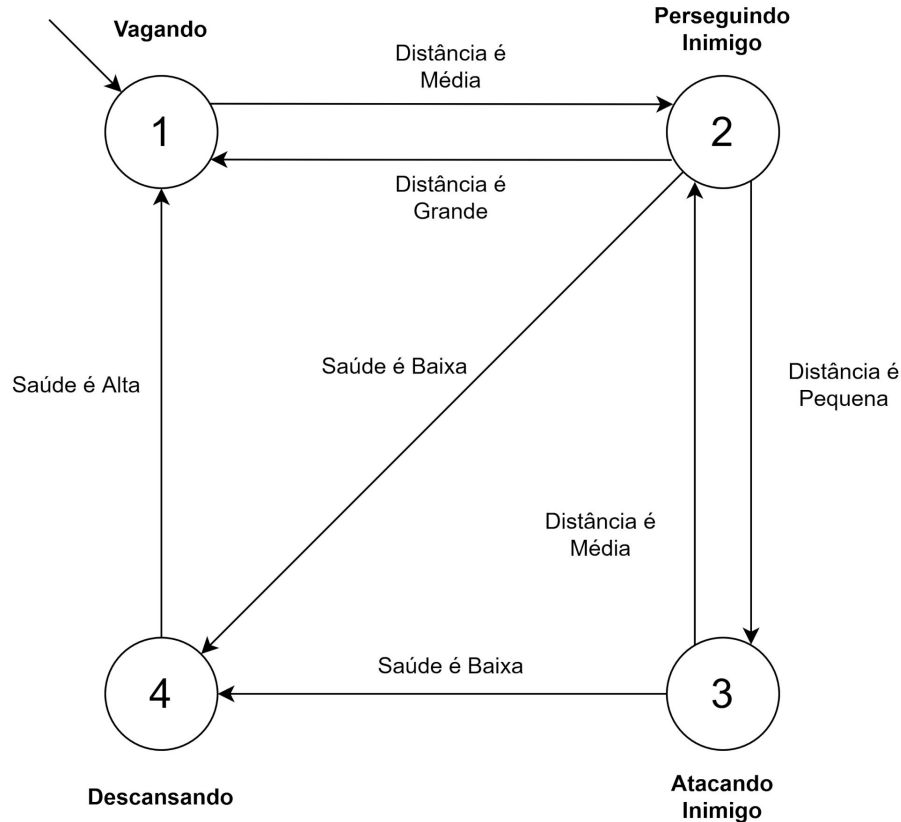 Vagando
Perseguindo
Inimigo
Distância é
Média
1
2
Distância é
Grande
Saúde é Alta
Saúde é Baixa
Distância é
Pequena
Distância é
Média
Saúde é Baixa
4
3
Descansando
Atacando
Inimigo